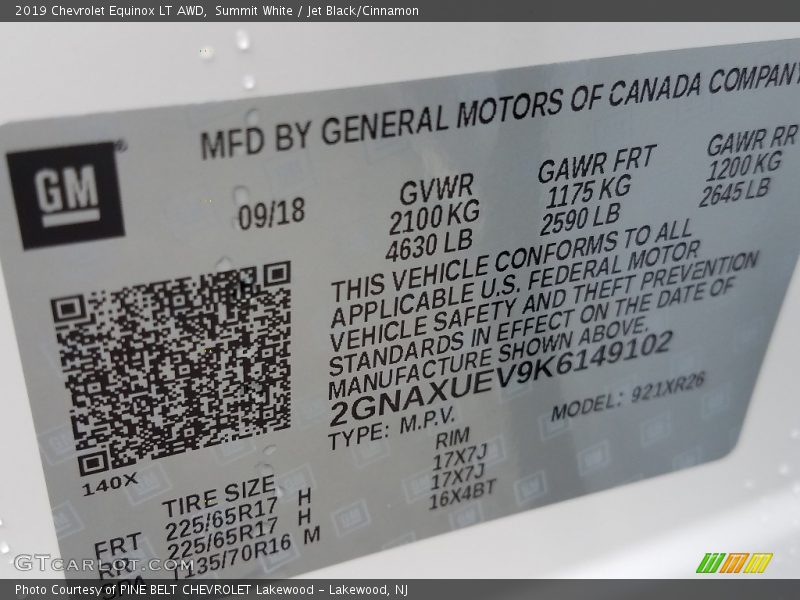 2019 Chevrolet Equinox LT AWD, Summit White / Jet Black/Cinnamon
MFD BY GENERAL MOTORS OF CANADA COMPANY
GM
09/18
GVWR
2100 KG
4630 LB
GAWR FRT
1175 KG
2590 LB
GAWR RR
1200 KG
2645 LB
THIS VEHICLE CONFORMS TO ALL
APPLICABLE U.S. FEDERAL MOTOR
VEHICLE SAFETY AND THEFT PREVENTION
STANDARDS IN EFFECT ON THE DATE OF
MANUFACTURE SHOWN ABOVE.
2GNAXUEV9K6149102
TYPE: M.P.V.
MODEL: 921XR26
140X
TIRE SIZE
RIM
FRT 225/65R17 H 17X7J
RR 225/65R17 H 17X7J
SPA T135/70R16 M 16X4BT
GTcarlot.com
Photo Courtesy of PINE BELT CHEVROLET Lakewood - Lakewood, NJ